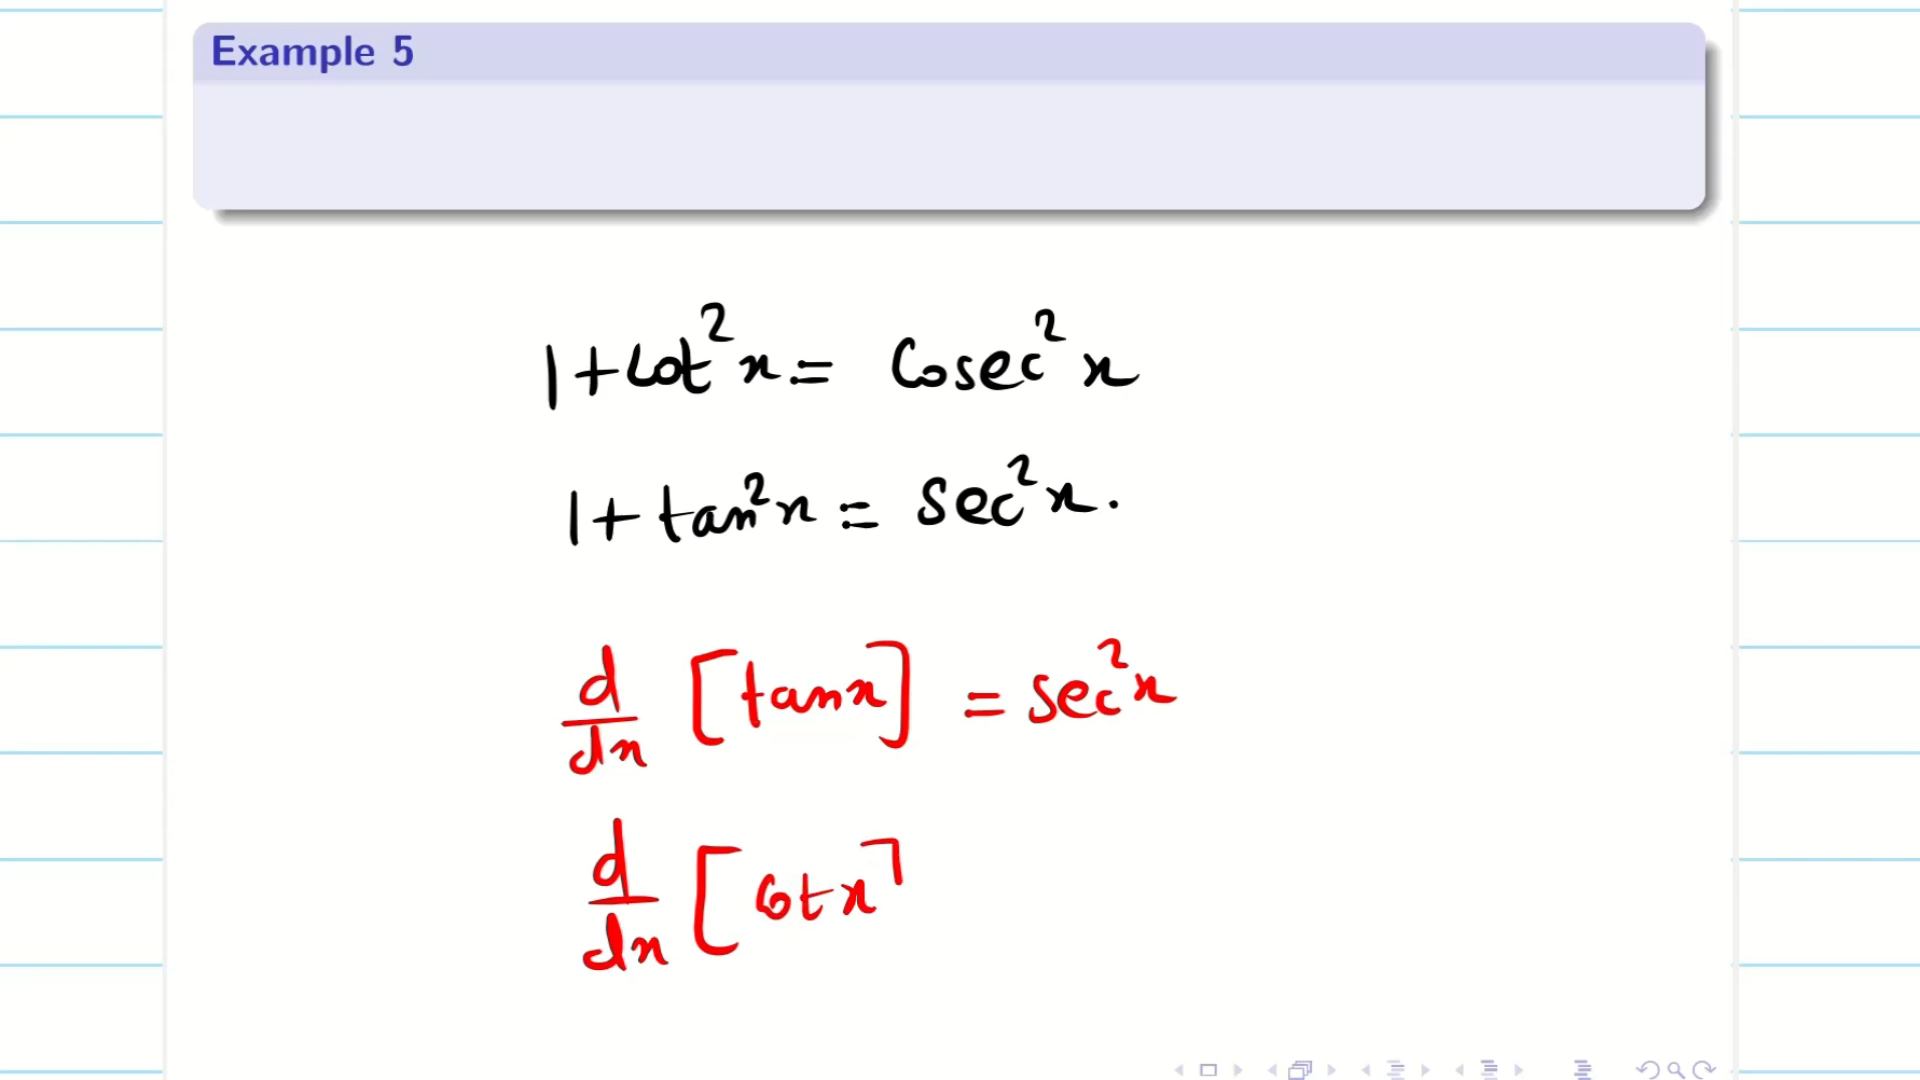 Example 5
1+cot²x = cosec²x
1+tan²x = sec²x.
d/dx [tanx] = sec²x
d/dx [cotx]